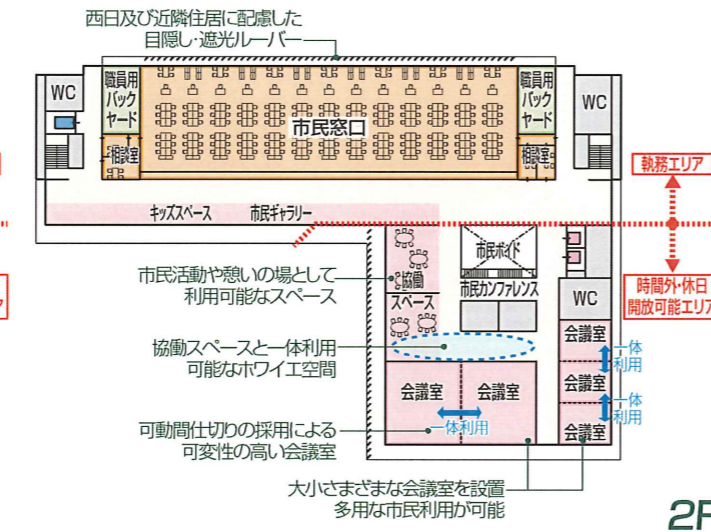 西日及び近隣住居に配慮した
目隠し・遮光ルーバー
WC
職員用
バック
ヤード
相談室
市民窓口
職員用
バック
ヤード
相談室
WC
執務エリア
キッズスペース
市民ギャラリー
市民活動や憩いの場として
利用可能なスペース
協働
スペース
市民ボイド
市民カンファレンス
WC
時間外・休日
開放可能エリア
協働スペースと一体利用
可能なホワイエ空間
会議室
一体
利用
会議室
一体
利用
会議室
会議室
会議室
一体利用
可動間仕切りの採用による
可変性の高い会議室
大小さまざまな会議室を設置
多用な市民利用が可能